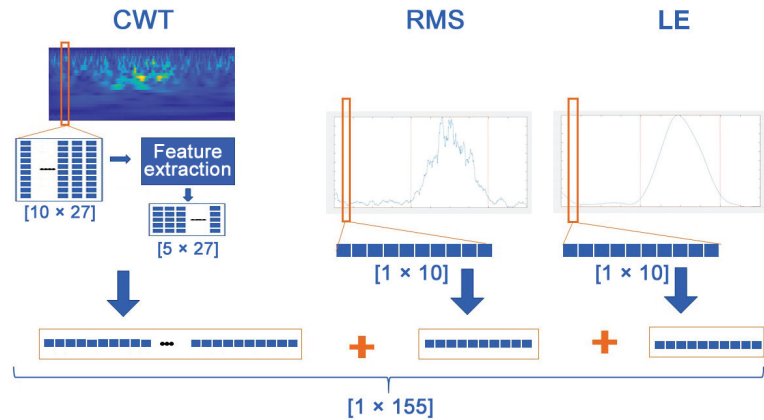 CWT
RMS
LE
Feature
extraction
[10 × 27]
[5 × 27]
[1 × 10]
[1 × 10]
[1 × 155]